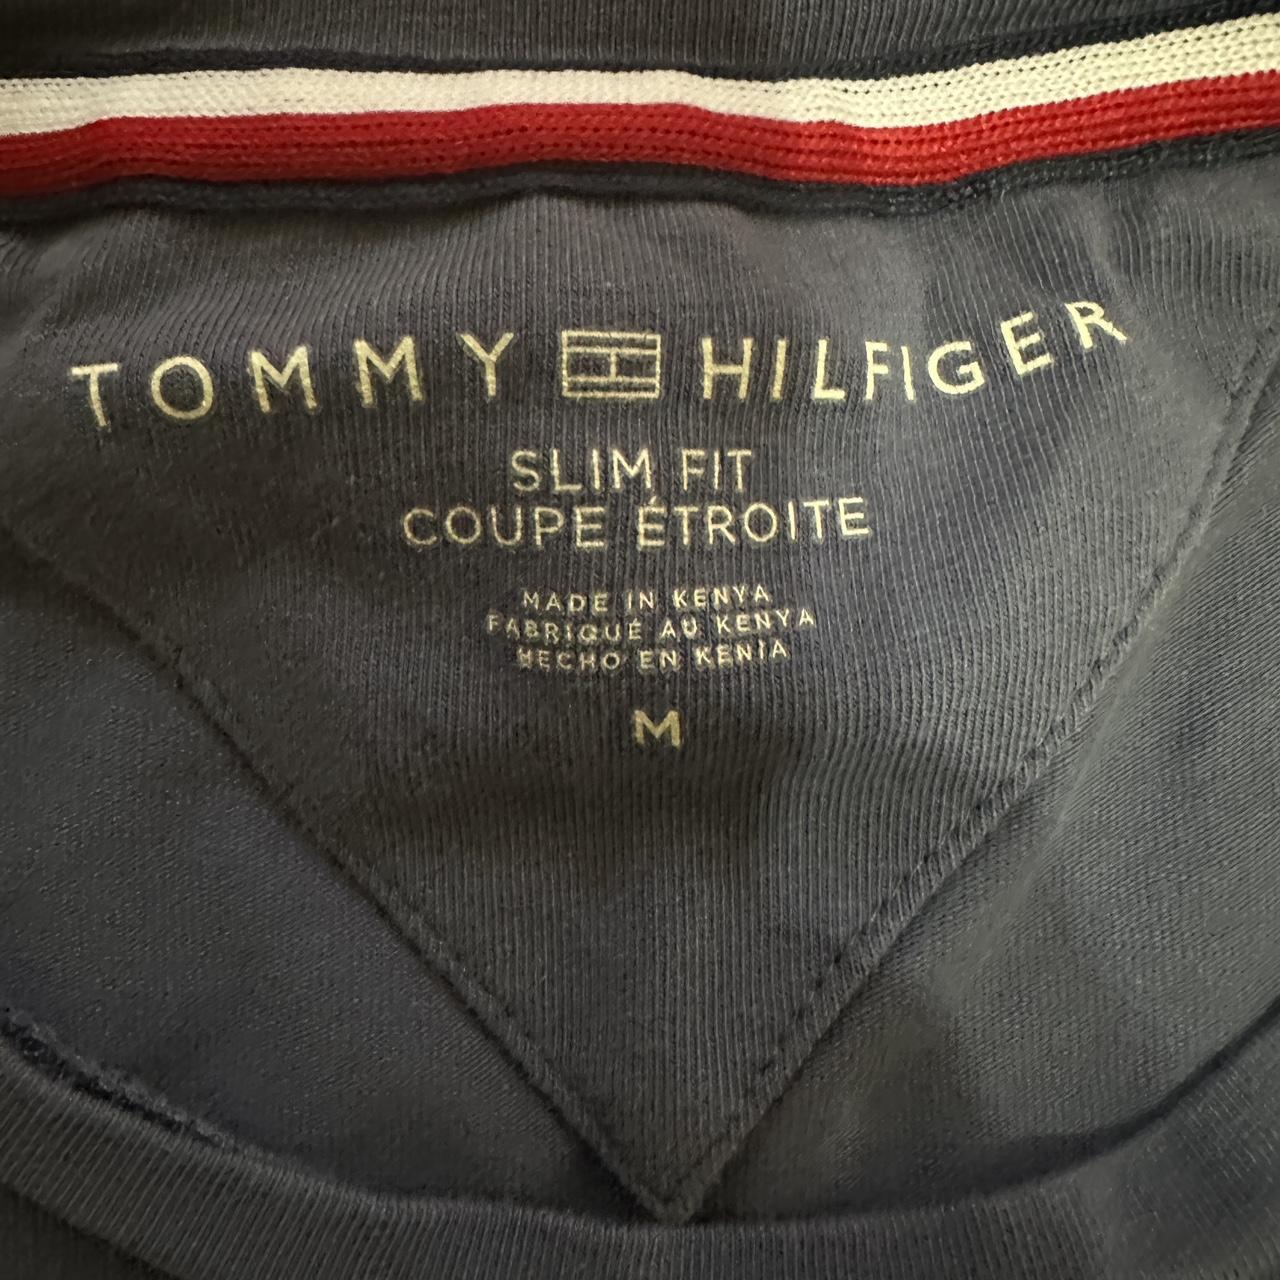 TOMMY HILFIGER
SLIM FIT
COUPE ÉTROITE
MADE IN KENYA
FABRIQUÉ AU KENYA
HECHO EN KENIA
M